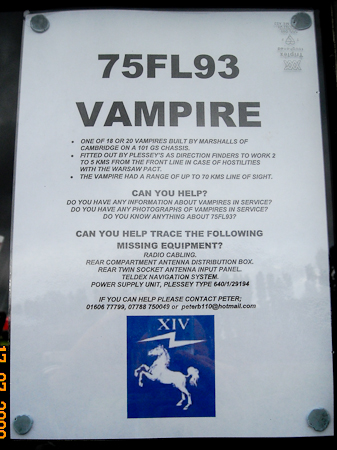 75FL93
VAMPIRE
• ONE OF 18 OR 20 VAMPIRES BUILT BY MARSHALLS OF
CAMBRIDGE ON A 101 GS CHASSIS.
• FITTED OUT BY PLESSEY'S AS DIRECTION FINDERS TO WORK 2
TO 5 KMS FROM THE FRONT LINE IN CASE OF HOSTILITIES
WITH THE WARSAW PACT.
• THE VAMPIRE HAD A RANGE OF UP TO 70 KMS LINE OF SIGHT.
CAN YOU HELP?
DO YOU HAVE ANY INFORMATION ABOUT VAMPIRES IN SERVICE?
DO YOU HAVE ANY PHOTOGRAPHS OF VAMPIRES IN SERVICE?
DO YOU KNOW ANYTHING ABOUT 75FL93?
CAN YOU HELP TRACE THE FOLLOWING
MISSING EQUIPMENT?
RADIO CABLING.
REAR COMPARTMENT ANTENNA DISTRIBUTION BOX.
REAR TWIN SOCKET ANTENNA INPUT PANEL.
TELDEX NAVIGATION SYSTEM.
POWER SUPPLY UNIT, PLESSEY TYPE 640/1/29194
IF YOU CAN HELP PLEASE CONTACT PETER;
01606 77799, 07788 750049 or peterb110@hotmail.com
XIV